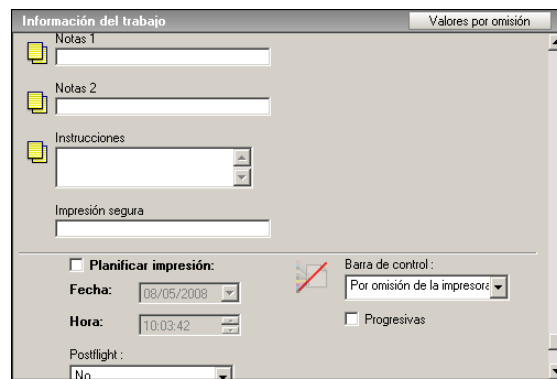 Información del trabajo
Valores por omisión
Notas 1
Notas 2
Instrucciones
Impresión segura
Planificar impresión:
Fecha: 08/05/2008
Hora: 10:03:42
Postflight :
No
Barra de control :
Por omisión de la impresora
Progresivas